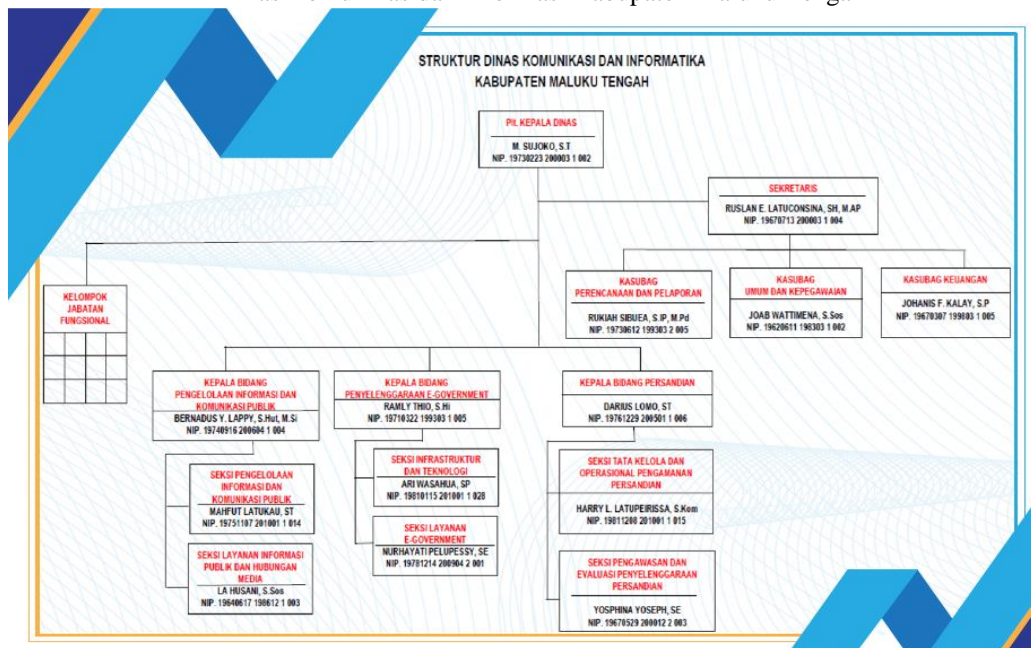 STRUKTUR DINAS KOMUNIKASI DAN INFORMATIKA
KABUPATEN MALUKU TENGAH
Plt. KEPALA DINAS
M. SUJOKO, S.T
NIP. 19730223 200003 1 002
SEKRETARIS
RUSLAN E. LATUCONSINA, SH, M.AP
NIP. 19670713 200003 1 004
KELOMPOK
JABATAN
FUNGSIONAL
KASUBAG
PERENCANAAN DAN PELAPORAN
RUKIAH SIBUEA, S.IP, M.Pd
NIP. 19730612 199303 2 005
KASUBAG
UMUM DAN KEPEGAWAIAN
JOAB WATTIMENA, S.Sos
NIP. 19620611 198303 1 002
KASUBAG KEUANGAN
JOHANIS F. KALAY, S.P
NIP. 19670307 199803 1 005
KEPALA BIDANG
PENGELOLAAN INFORMASI DAN
KOMUNIKASI PUBLIK
BERNADUS Y. LAPPY, S.Hut, M.Si
NIP. 19740916 200604 1 004
KEPALA BIDANG
PENYELENGGARAAN E-GOVERNMENT
RAMLY THIO, S.Hi
NIP. 19710322 199303 1 005
KEPALA BIDANG PERSANDIAN
DARIUS LOMO, ST
NIP. 19761229 200501 1 006
SEKSI PENGELOLAAN
INFORMASI DAN
KOMUNIKASI PUBLIK
MAHFUT LATUKAU, ST
NIP. 19751107 201001 1 014
SEKSI INFRASTRUKTUR
DAN TEKNOLOGI
ARI WASAHUA, SP
NIP. 19810115 201001 1 028
SEKSI TATA KELOLA DAN
OPERASIONAL PENGAMANAN
PERSANDIAN
HARRY L. LATUPEIRISSA, S.Kom
NIP. 19811208 201001 1 015
SEKSI LAYANAN INFORMASI
PUBLIK DAN HUBUNGAN
MEDIA
LA HUSANI, S.Sos
NIP. 19640617 198612 1 003
SEKSI LAYANAN
E-GOVERNMENT
NURHAYATI PELUPESSY, SE
NIP. 19781214 200904 2 001
SEKSI PENGAWASAN DAN
EVALUASI PENYELENGGARAAN
PERSANDIAN
YOSPHINA YOSEPH, SE
NIP. 19670529 200012 2 003